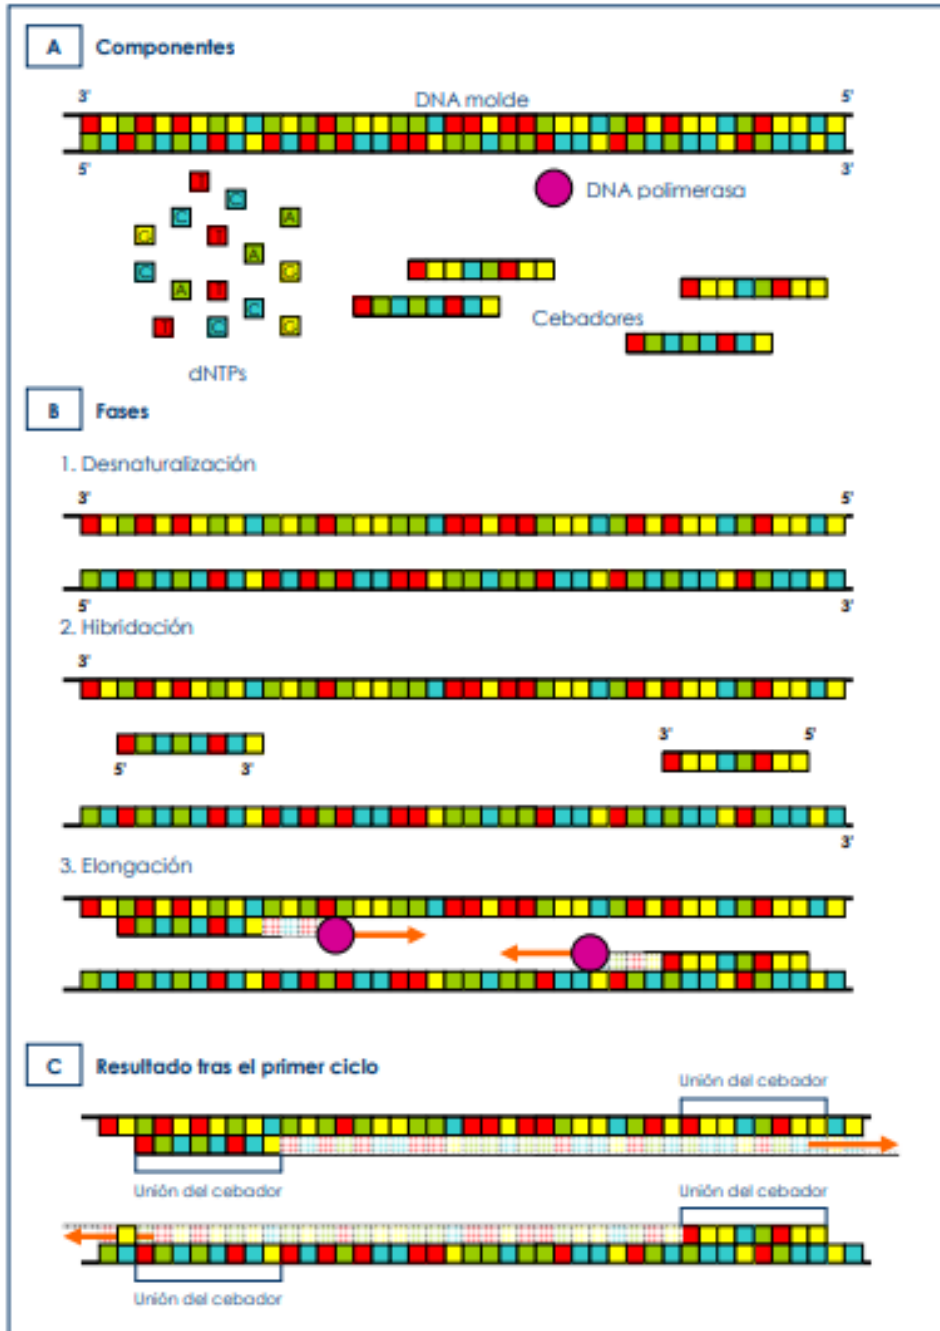 A Componentes
3' DNA molde 5'
5' 3'
DNA polimerasa
T
C
C A
G T
A
C G
A T
C
T C G
Cebadores
dNTPs
B Fases
1. Desnaturalización
3' 5'
5' 3'
2. Hibridación
3'
3' 5'
5' 3'
3'
3. Elongación
C Resultado tras el primer ciclo
Unión del cebador
Unión del cebador
Unión del cebador
Unión del cebador